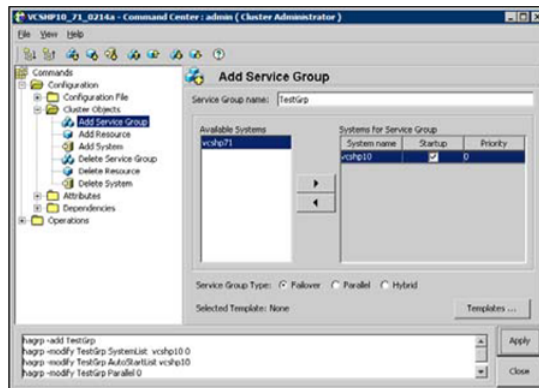 VCSHP10_71_0214a - Command Center : admin ( Cluster Administrator )
File View Help
Commands
Configuration
Configuration File
Cluster Objects
Add Service Group
Add Resource
Add System
Delete Service Group
Delete Resource
Delete System
Attributes
Dependencies
Operations
Add Service Group
Service Group name: TestGrp
Available Systems
vcshp71
Systems for Service Group
System name Startup Priority
vcshp10 0
Service Group Type: Failover Parallel Hybrid
Selected Template: None
Templates ...
hagrp -add TestGrp
hagrp -modify TestGrp SystemList vcshp10 0
hagrp -modify TestGrp AutoStartList vcshp10
hagrp -modify TestGrp Parallel 0
Apply
Close